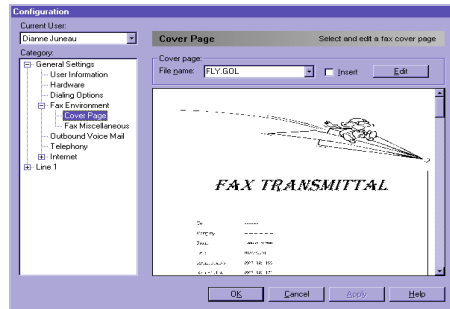 Configuration
Current User:
Dianne Juneau
Category:
General Settings
User Information
Hardware
Dialing Options
Fax Environment
Cover Page
Fax Miscellaneous
Outbound Voice Mail
Telephony
Internet
Line 1
Cover Page
Select and edit a fax cover page
Cover page:
File name: FLY.GOL
Insert
Edit
FAX TRANSMITTAL
To
Company
OK
Cancel
Apply
Help